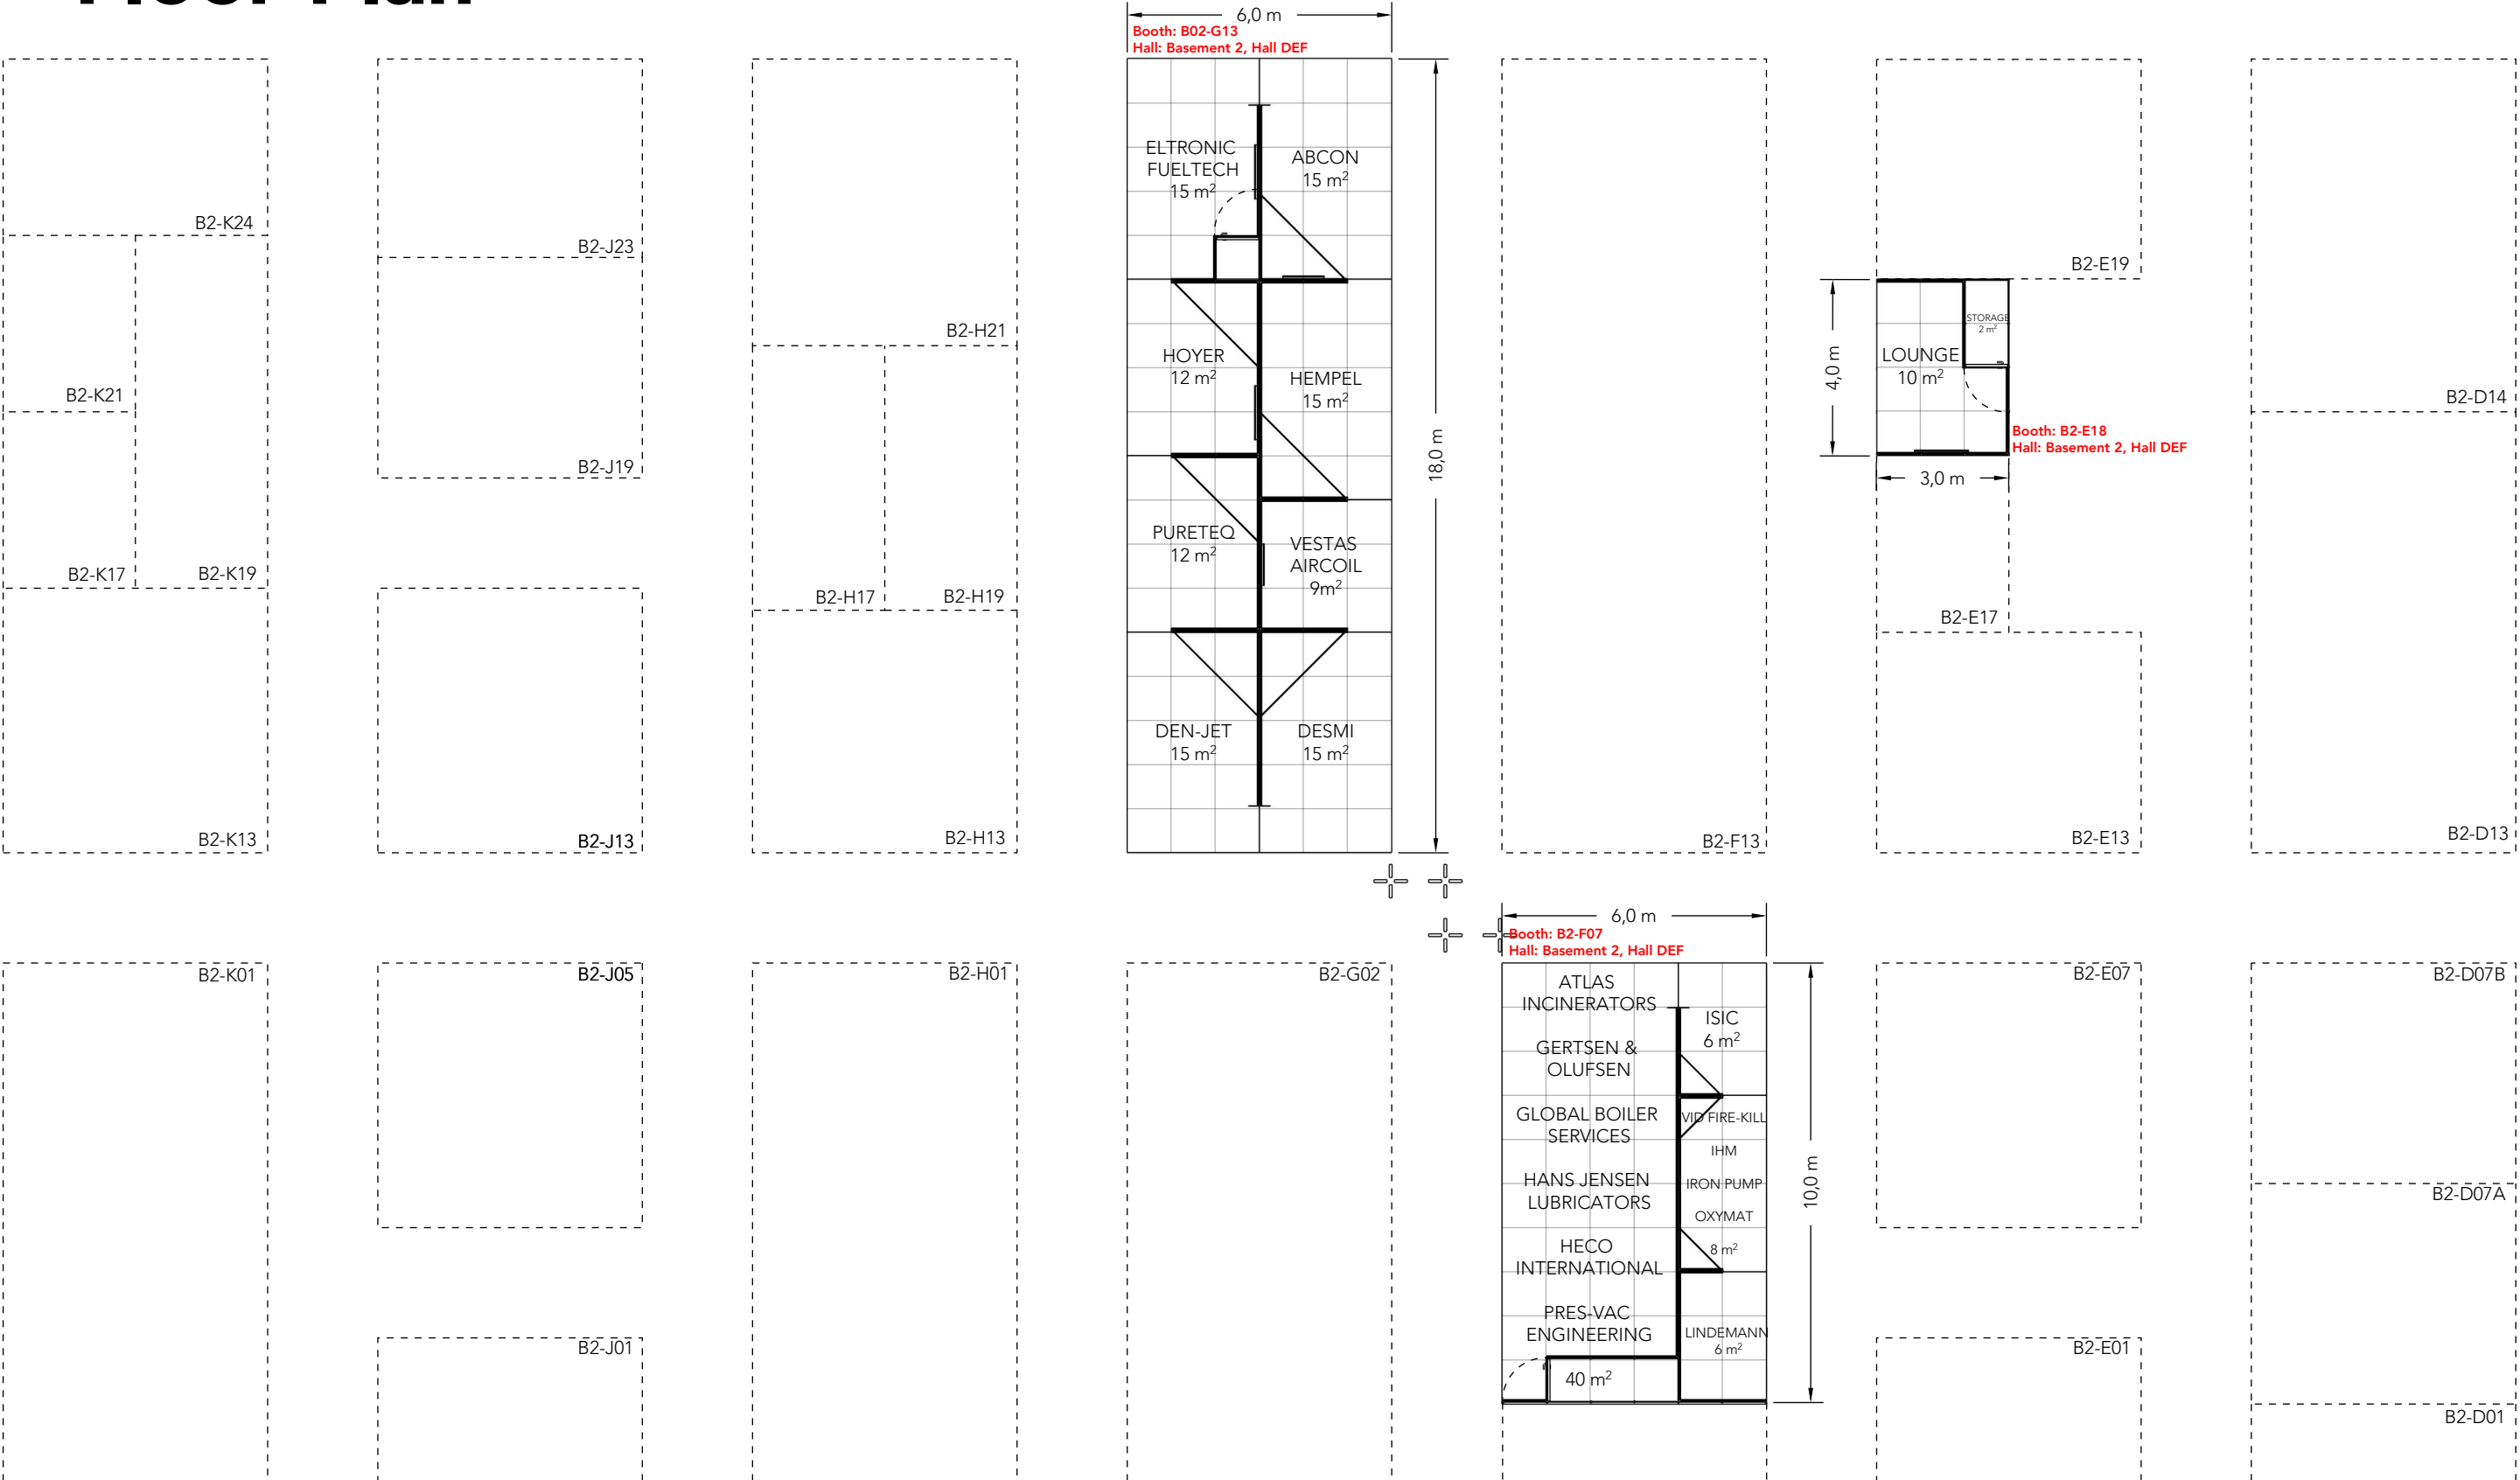 Floor Plan
6,0 m
Booth: B02-G13
Hall: Basement 2, Hall DEF
ELTRONIC
FUELTECH
15 m²
ABCON
15 m²
B2-K24
B2-J23
B2-H21
HOYER
12 m²
HEMPEL
15 m²
18,0 m
B2-E19
STORAGE
2 m²
LOUNGE
10 m²
4,0 m
Booth: B2-E18
Hall: Basement 2, Hall DEF
3,0 m
B2-D14
B2-K21
B2-J19
B2-K17
B2-K19
B2-H17
B2-H19
PURETEQ
12 m²
VESTAS
AIRCOIL
9m²
B2-E17
DEN-JET
15 m²
DESMI
15 m²
B2-K13
B2-J13
B2-H13
B2-F13
B2-E13
B2-D13
6,0 m
Booth: B2-F07
Hall: Basement 2, Hall DEF
B2-K01
B2-J05
B2-H01
B2-G02
B2-E07
B2-D07B
ATLAS
INCINERATORS
GERTSEN &
OLUFSEN
GLOBAL BOILER
SERVICES
HANS JENSEN
LUBRICATORS
HECO
INTERNATIONAL
PRES-VAC
ENGINEERING
40 m²
ISIC
6 m²
VID FIRE-KILL
IHM
IRON PUMP
OXYMAT
8 m²
LINDEMANN
6 m²
10,0 m
B2-D07A
B2-J01
B2-E01
B2-D01